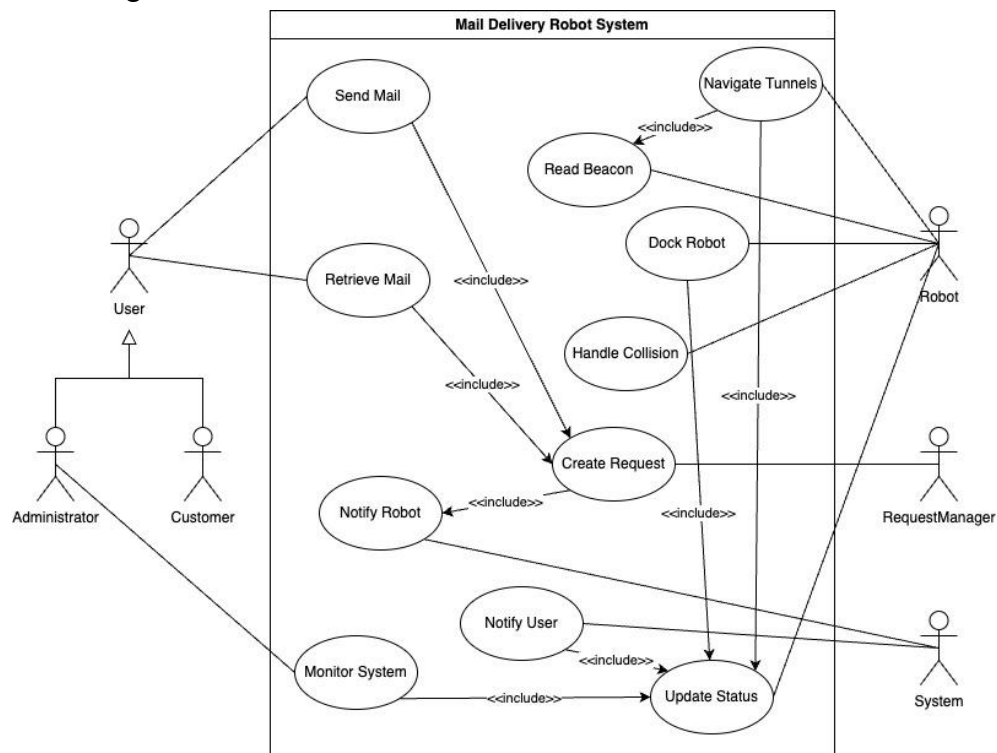 Mail Delivery Robot System
Send Mail
Navigate Tunnels
<<include>>
Read Beacon
Dock Robot
Retrieve Mail
<<include>>
User
Robot
Handle Collision
<<include>>
<<include>>
Create Request
Administrator
Customer
Notify Robot
<<include>>
<<include>>
RequestManager
Notify User
<<include>>
Monitor System
<<include>>
Update Status
System